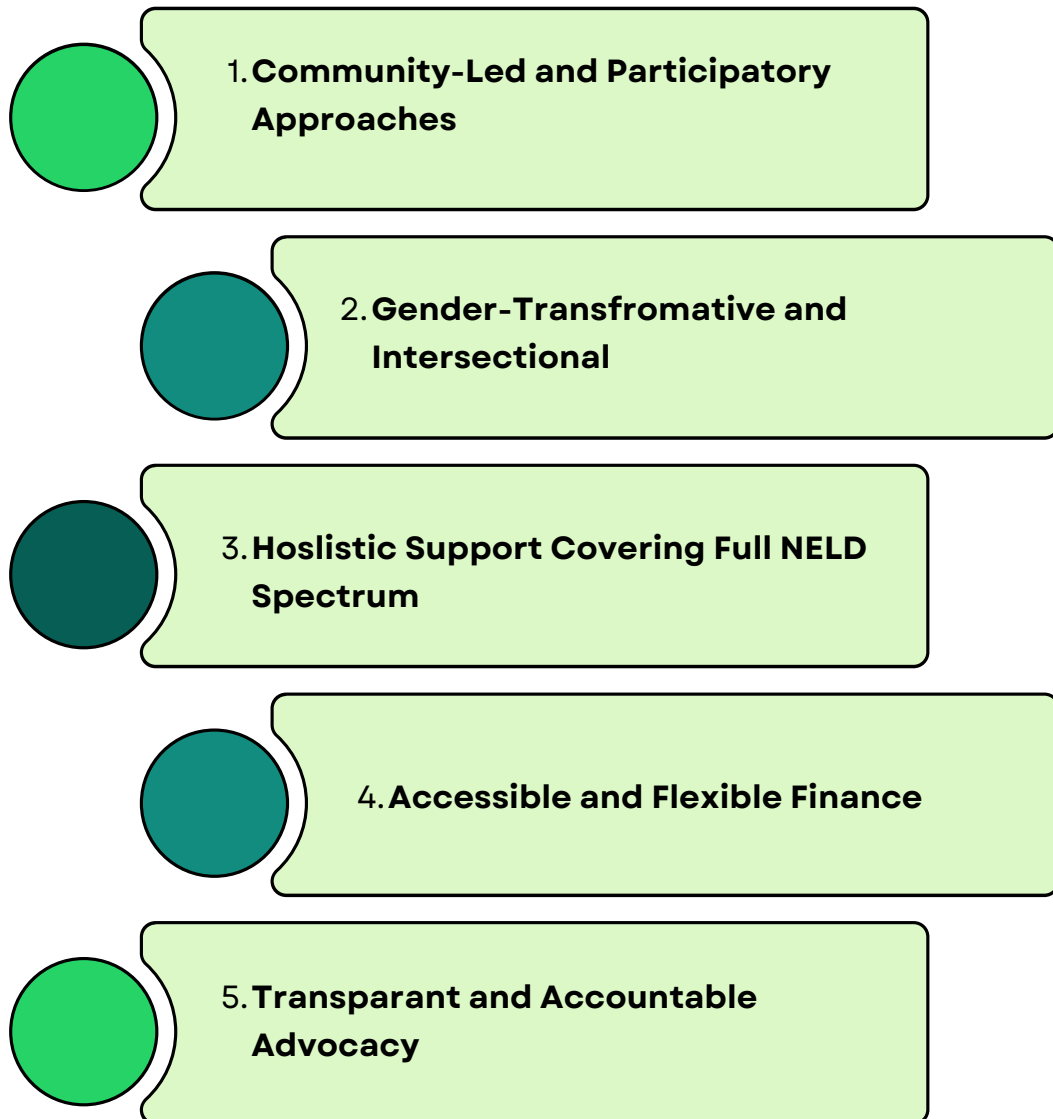 1. Community-Led and Participatory
Approaches
2. Gender-Transfromative and
Intersectional
3. Hoslistic Support Covering Full NELD
Spectrum
4. Accessible and Flexible Finance
5. Transparant and Accountable
Advocacy